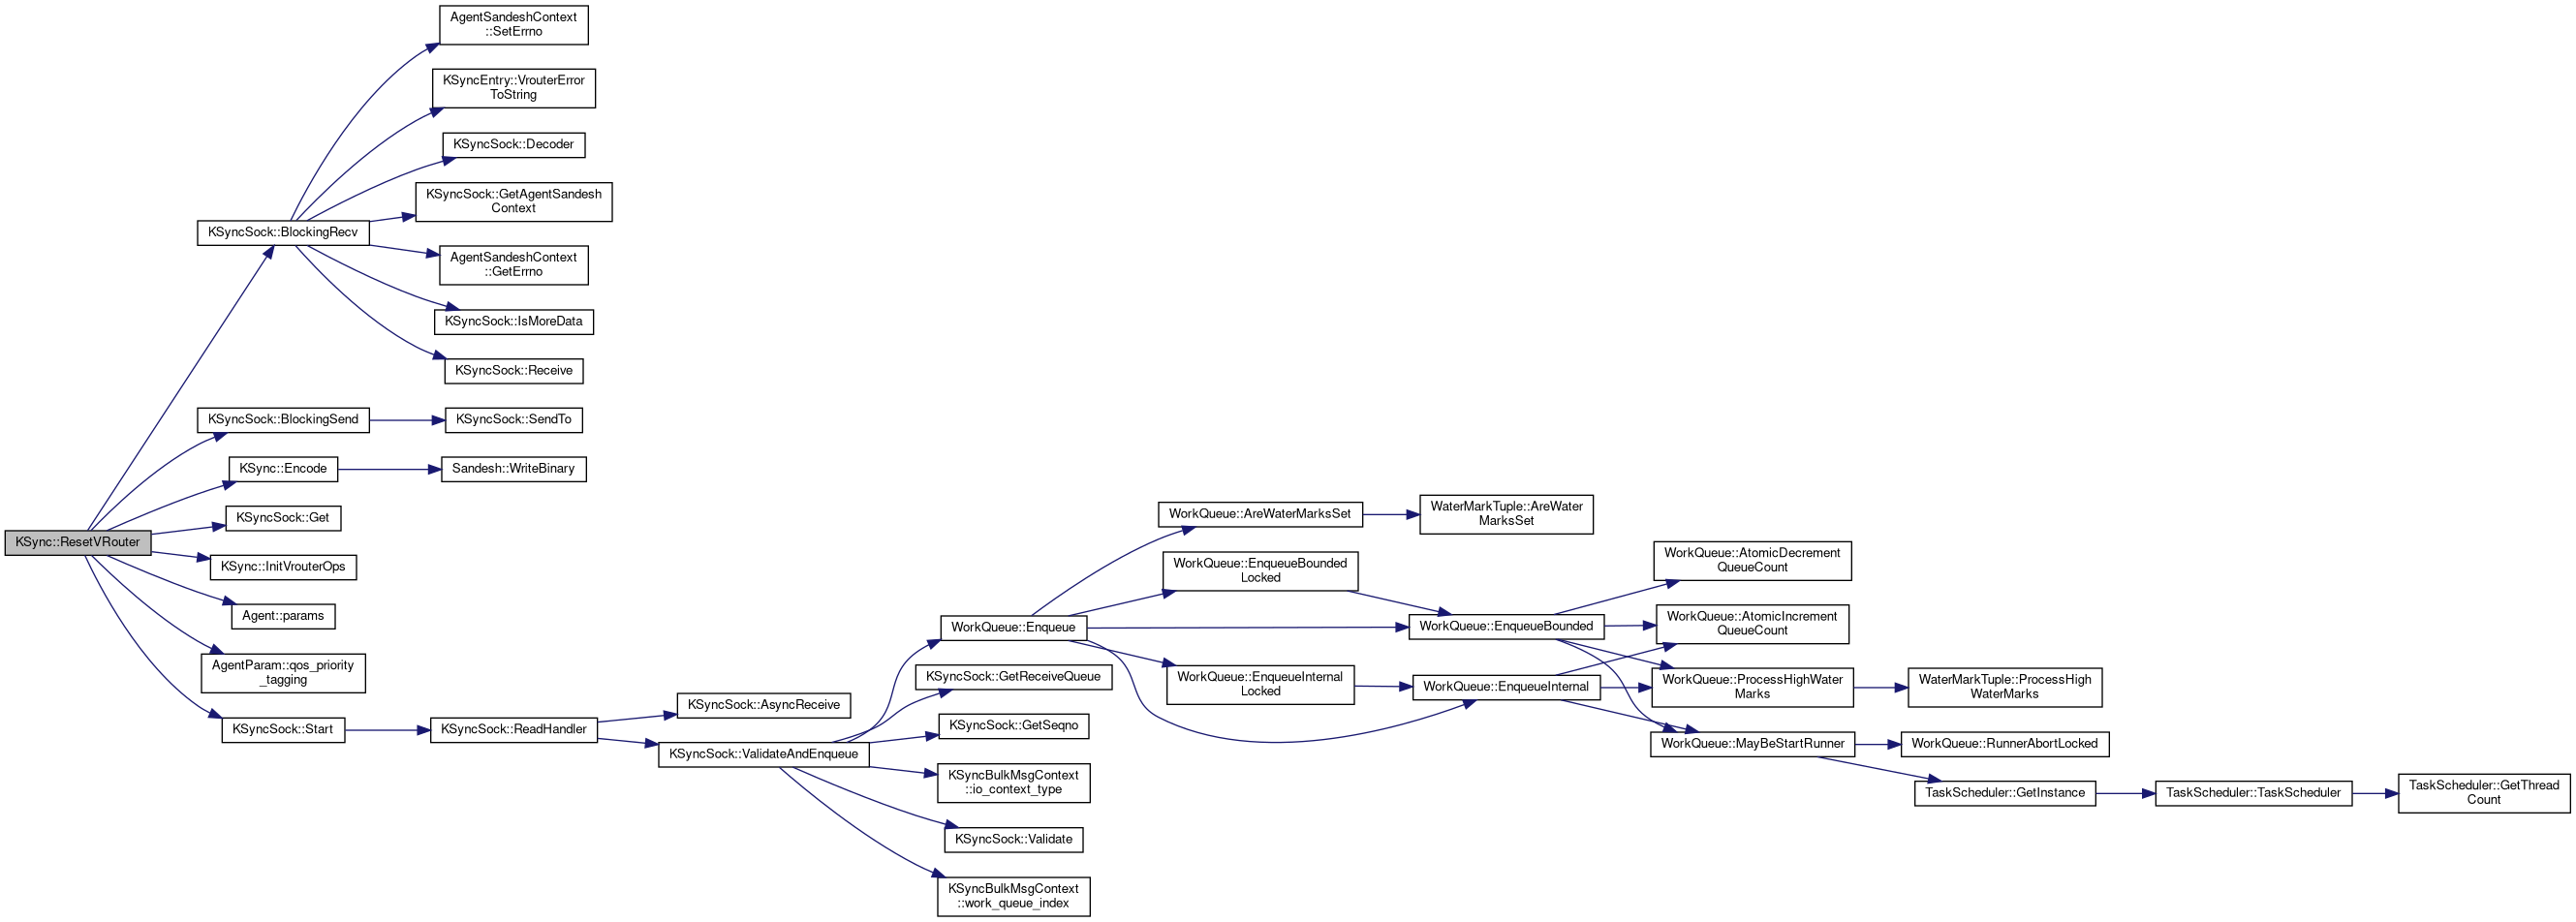 AgentSandeshContext
::SetErrno
KSyncEntry::VrouterError
ToString
KSyncSock::Decoder
KSyncSock::GetAgentSandesh
Context
KSyncSock::BlockingRecv
AgentSandeshContext
::GetErrno
KSyncSock::IsMoreData
KSyncSock::Receive
KSyncSock::BlockingSend
KSyncSock::SendTo
KSync::Encode
Sandesh::WriteBinary
KSyncSock::Get
KSync::ResetVRouter
KSync::InitVrouterOps
Agent::params
AgentParam::qos_priority
_tagging
KSyncSock::Start
KSyncSock::ReadHandler
KSyncSock::AsyncReceive
KSyncSock::ValidateAndEnqueue
WorkQueue::Enqueue
KSyncSock::GetReceiveQueue
KSyncSock::GetSeqno
KSyncBulkMsgContext
::io_context_type
KSyncSock::Validate
KSyncBulkMsgContext
::work_queue_index
WorkQueue::AreWaterMarksSet
WaterMarkTuple::AreWater
MarksSet
WorkQueue::EnqueueBounded
Locked
WorkQueue::EnqueueBounded
WorkQueue::EnqueueInternal
Locked
WorkQueue::EnqueueInternal
WorkQueue::AtomicDecrement
QueueCount
WorkQueue::AtomicIncrement
QueueCount
WorkQueue::ProcessHighWater
Marks
WaterMarkTuple::ProcessHigh
WaterMarks
WorkQueue::MayBeStartRunner
WorkQueue::RunnerAbortLocked
TaskScheduler::GetInstance
TaskScheduler::TaskScheduler
TaskScheduler::GetThread
Count